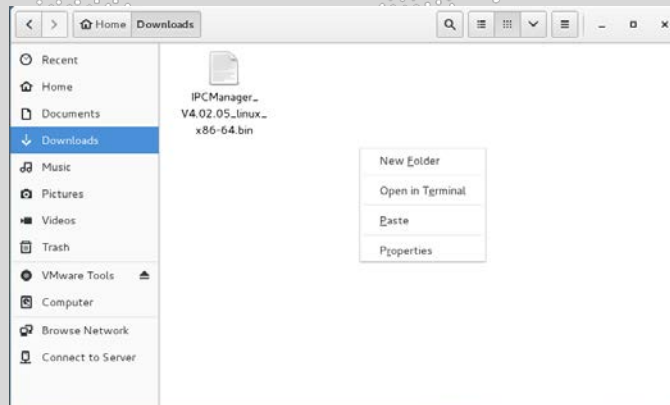 Home Downloads
Recent
Home
Documents
Downloads
Music
Pictures
Videos
Trash
VMware Tools
Computer
Browse Network
Connect to Server
IPCManager_
V4.02.05_linux_
x86-64.bin
New Folder
Open in Terminal
Paste
Properties